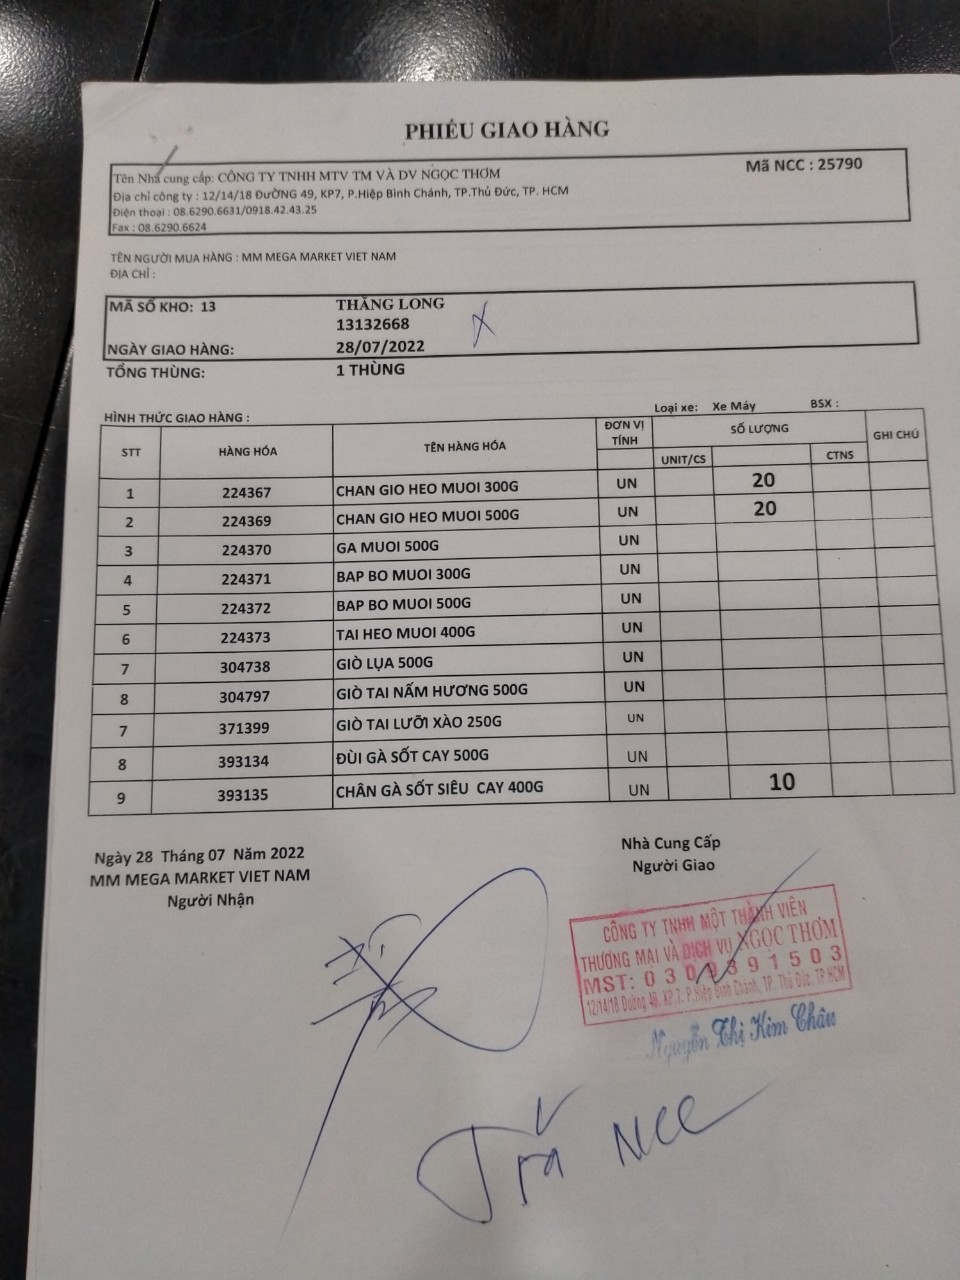 PHIẾU GIAO HÀNG
Tên Nhà cung cấp: CÔNG TY TNHH MTV TM VÀ DV NGỌC THƠM
Mã NCC : 25790
Địa chỉ công ty : 12/14/18 ĐƯỜNG 49, KP7, P.Hiệp Bình Chánh, TP.Thủ Đức, TP. HCM
Điện thoại : 08.6290.6631/0918.42.43.25
Fax : 08.6290.6624
TÊN NGƯỜI MUA HÀNG : MM MEGA MARKET VIET NAM
ĐỊA CHỈ :
MÃ SỐ KHO: 13 THĂNG LONG
13132668
NGÀY GIAO HÀNG: 28/07/2022
TỔNG THÙNG: 1 THÙNG
HÌNH THỨC GIAO HÀNG : Loại xe: Xe Máy BSX :
STT HÀNG HÓA TÊN HÀNG HÓA ĐƠN VỊ TÍNH SỐ LƯỢNG GHI CHÚ
UNIT/CS CTNS
1 224367 CHAN GIO HEO MUOI 300G UN 20
2 224369 CHAN GIO HEO MUOI 500G UN 20
3 224370 GA MUOI 500G UN
4 224371 BAP BO MUOI 300G UN
5 224372 BAP BO MUOI 500G UN
6 224373 TAI HEO MUOI 400G UN
7 304738 GIÒ LỤA 500G UN
8 304797 GIÒ TAI NẤM HƯƠNG 500G UN
7 371399 GIÒ TAI LƯỠI XÀO 250G UN
8 393134 ĐÙI GÀ SỐT CAY 500G UN
9 393135 CHÂN GÀ SỐT SIÊU CAY 400G UN 10
Ngày 28 Tháng 07 Năm 2022
MM MEGA MARKET VIET NAM
Người Nhận
Nhà Cung Cấp
Người Giao
CÔNG TY TNHH MỘT THÀNH VIÊN
THƯƠNG MẠI VÀ DỊCH VỤ NGỌC THƠM
MST: 0309391503
12/14/18 Đường 49, KP.7, P.Hiệp Bình Chánh, TP. Thủ Đức, TP HCM
Nguyễn Thị Kim Châu
Trả NCC